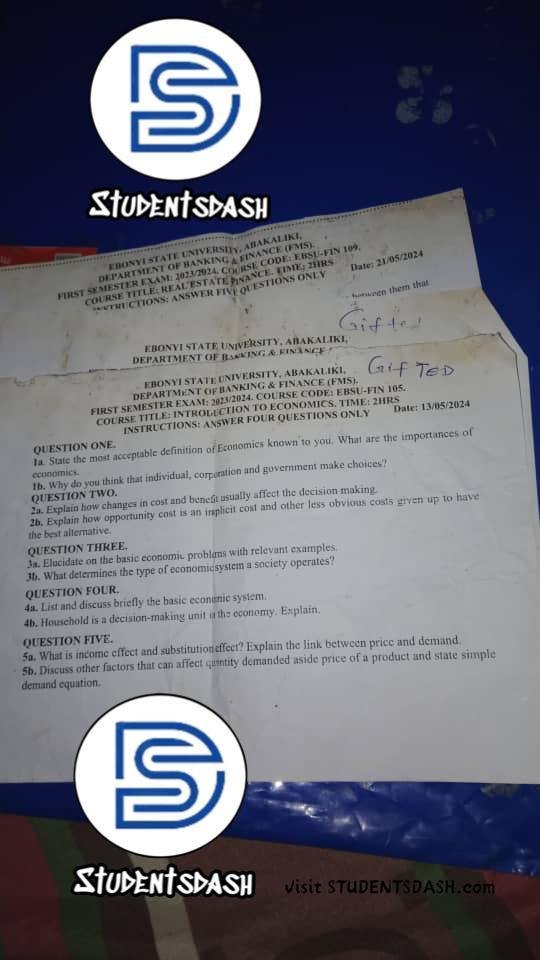 STUDENTSDASH
EBONYI STATE UNIVERSITY, ABAKALIKI,
DEPARTMENT OF BANKING & FINANCE (FMS).
FIRST SEMESTER EXAM: 2023/2024. COURSE CODE: EBSU-FIN 109.
COURSE TITLE: REAL ESTATE FINANCE. TIME; 2HRS Date: 21/05/2024
INSTRUCTIONS: ANSWER FIVE QUESTIONS ONLY
between them that
Gifted
EBONYI STATE UNIVERSITY, ABAKALIKI,
DEPARTMENT OF BANKING & FINANCE
GifTED
EBONYI STATE UNIVERSITY, ABAKALIKI,
DEPARTMENT OF BANKING & FINANCE (FMS).
FIRST SEMESTER EXAM: 2023/2024. COURSE CODE: EBSU-FIN 105.
COURSE TITLE: INTRODUCTION TO ECONOMICS. TIME: 2HRS
INSTRUCTIONS: ANSWER FOUR QUESTIONS ONLY Date: 13/05/2024
QUESTION ONE.
1a. State the most acceptable definition of Economics known to you. What are the importances of
economics.
1b. Why do you think that individual, corporation and government make choices?
QUESTION TWO.
2a. Explain how changes in cost and benefit usually affect the decision making.
2b. Explain how opportunity cost is an implicit cost and other less obvious costs given up to have
the best alternative.
QUESTION THREE.
3a. Elucidate on the basic economic problems with relevant examples.
3b. What determines the type of economic system a society operates?
QUESTION FOUR.
4a. List and discuss briefly the basic economic system.
4b. Household is a decision-making unit in the economy. Explain.
QUESTION FIVE.
5a. What is income effect and substitution effect? Explain the link between price and demand.
5b. Discuss other factors that can affect quantity demanded aside price of a product and state simple
demand equation.
STUDENTSDASH
visit STUDENTSDASH.com